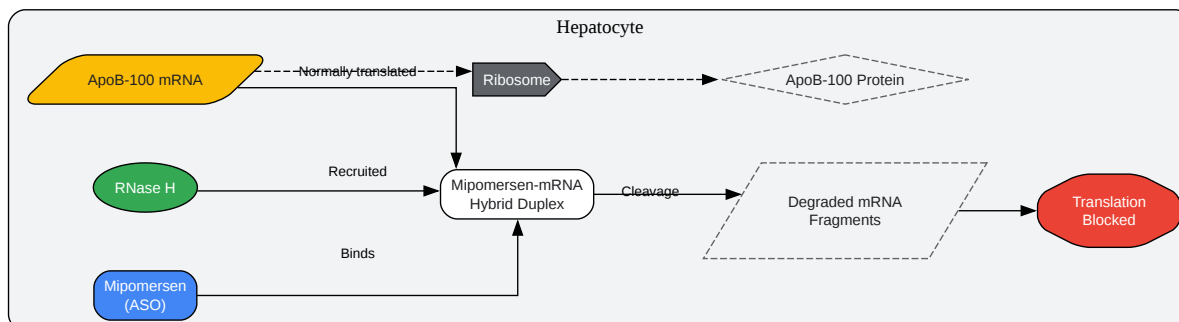 Hepatocyte
ApoB-100 mRNA
Normally translated
Ribosome
ApoB-100 Protein
RNase H
Recruited
Mipomersen-mRNA
Hybrid Duplex
Cleavage
Degraded mRNA
Fragments
Translation
Blocked
Binds
Mipomersen
(ASO)